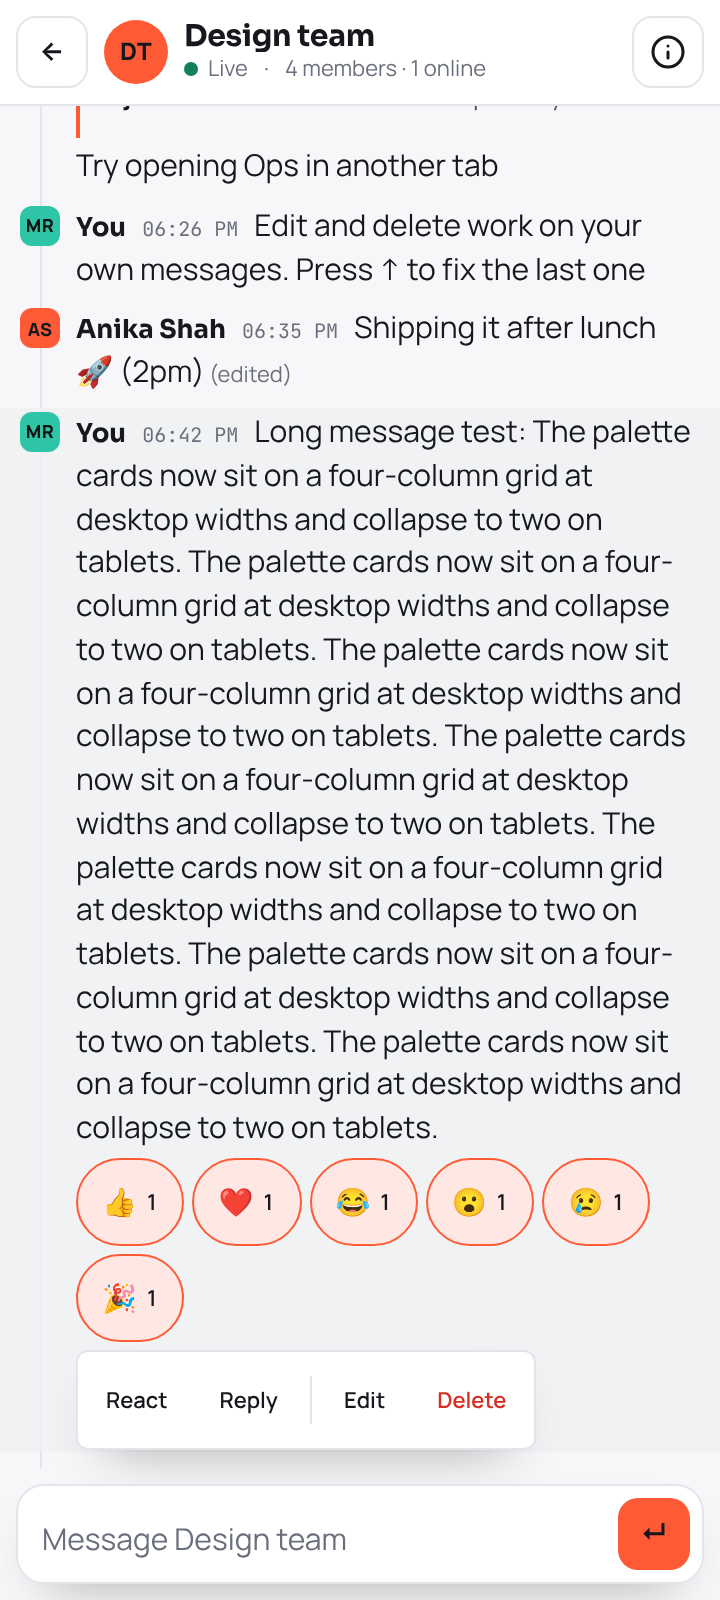 DT
Design team
Live · 4 members · 1 online
Try opening Ops in another tab
MR
You 06:26 PM Edit and delete work on your
own messages. Press ↑ to fix the last one
AS
Anika Shah 06:35 PM Shipping it after lunch
🚀 (2pm) (edited)
MR
You 06:42 PM Long message test: The palette
cards now sit on a four-column grid at
desktop widths and collapse to two on
tablets. The palette cards now sit on a four-
column grid at desktop widths and collapse
to two on tablets. The palette cards now sit
on a four-column grid at desktop widths and
collapse to two on tablets. The palette cards
now sit on a four-column grid at desktop
widths and collapse to two on tablets. The
palette cards now sit on a four-column grid
at desktop widths and collapse to two on
tablets. The palette cards now sit on a four-
column grid at desktop widths and collapse
to two on tablets. The palette cards now sit
on a four-column grid at desktop widths and
collapse to two on tablets.
👍 1 ❤️ 1 😂 1 😮 1 😢 1
🎉 1
React Reply Edit Delete
Message Design team